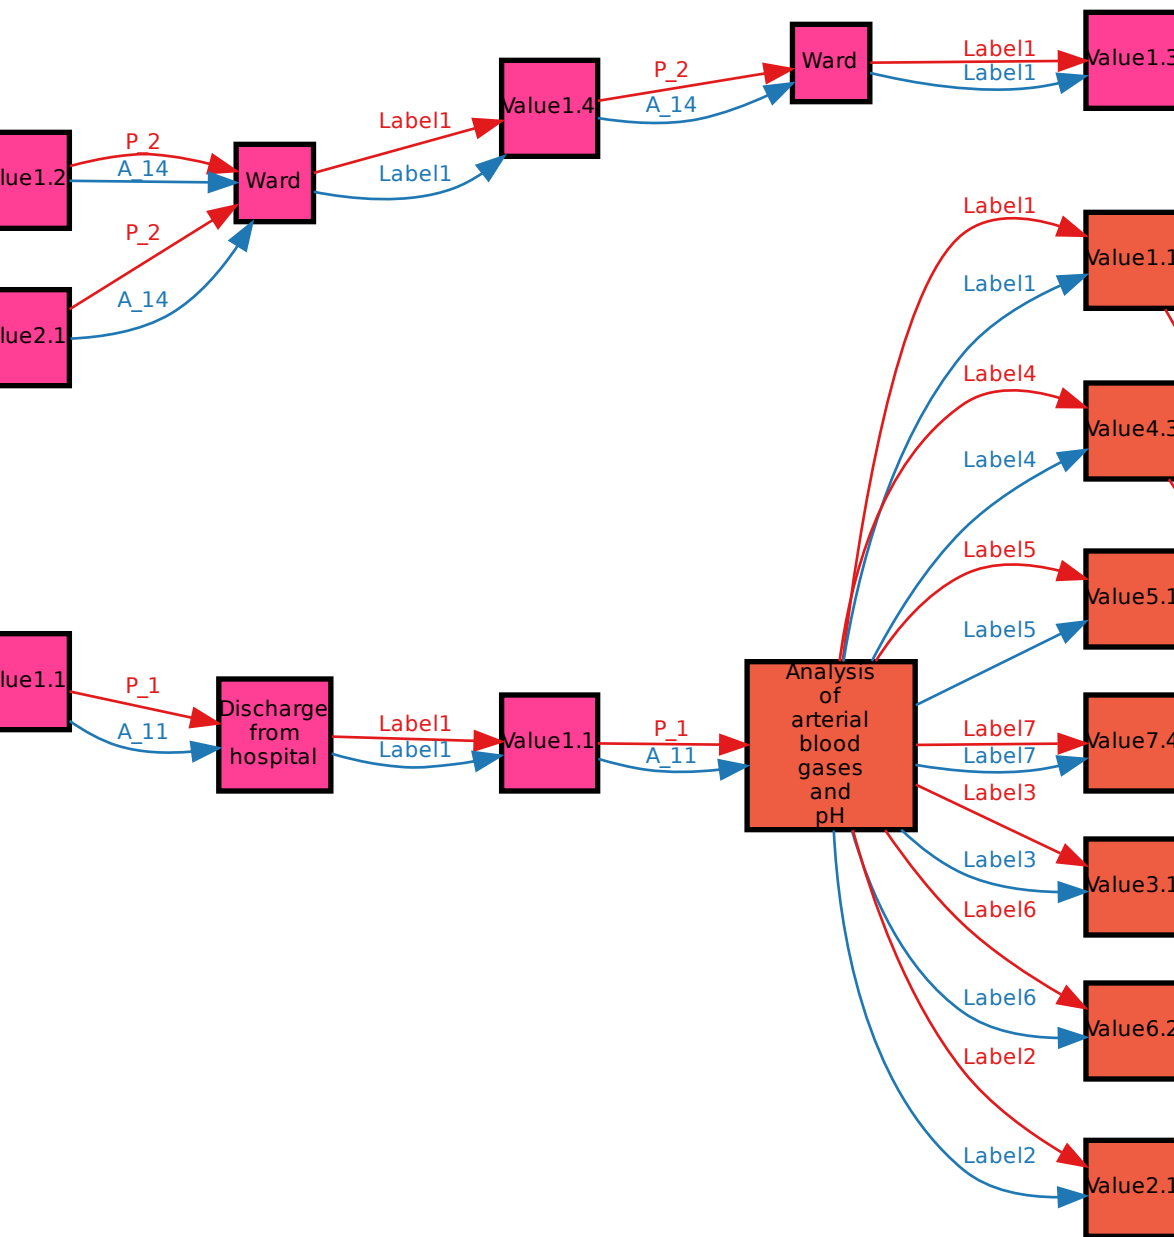 Label1
Value1.3
Label1
Ward
P_2
A_14
Value1.4
Label1
Label1
P_2
A_14
lue1.2
Ward
P_2
A_14
lue2.1
Label1
Value1.1
Label1
Label4
Value4.3
Label4
Label5
Value5.1
Label5
lue1.1
P_1
A_11
Discharge
from
hospital
Label1
Label1
Value1.1
P_1
A_11
Analysis
of
arterial
blood
gases
and
pH
Label7
Value7.4
Label7
Label3
Value3.1
Label3
Label6
Label6
Value6.2
Label2
Label2
Value2.1